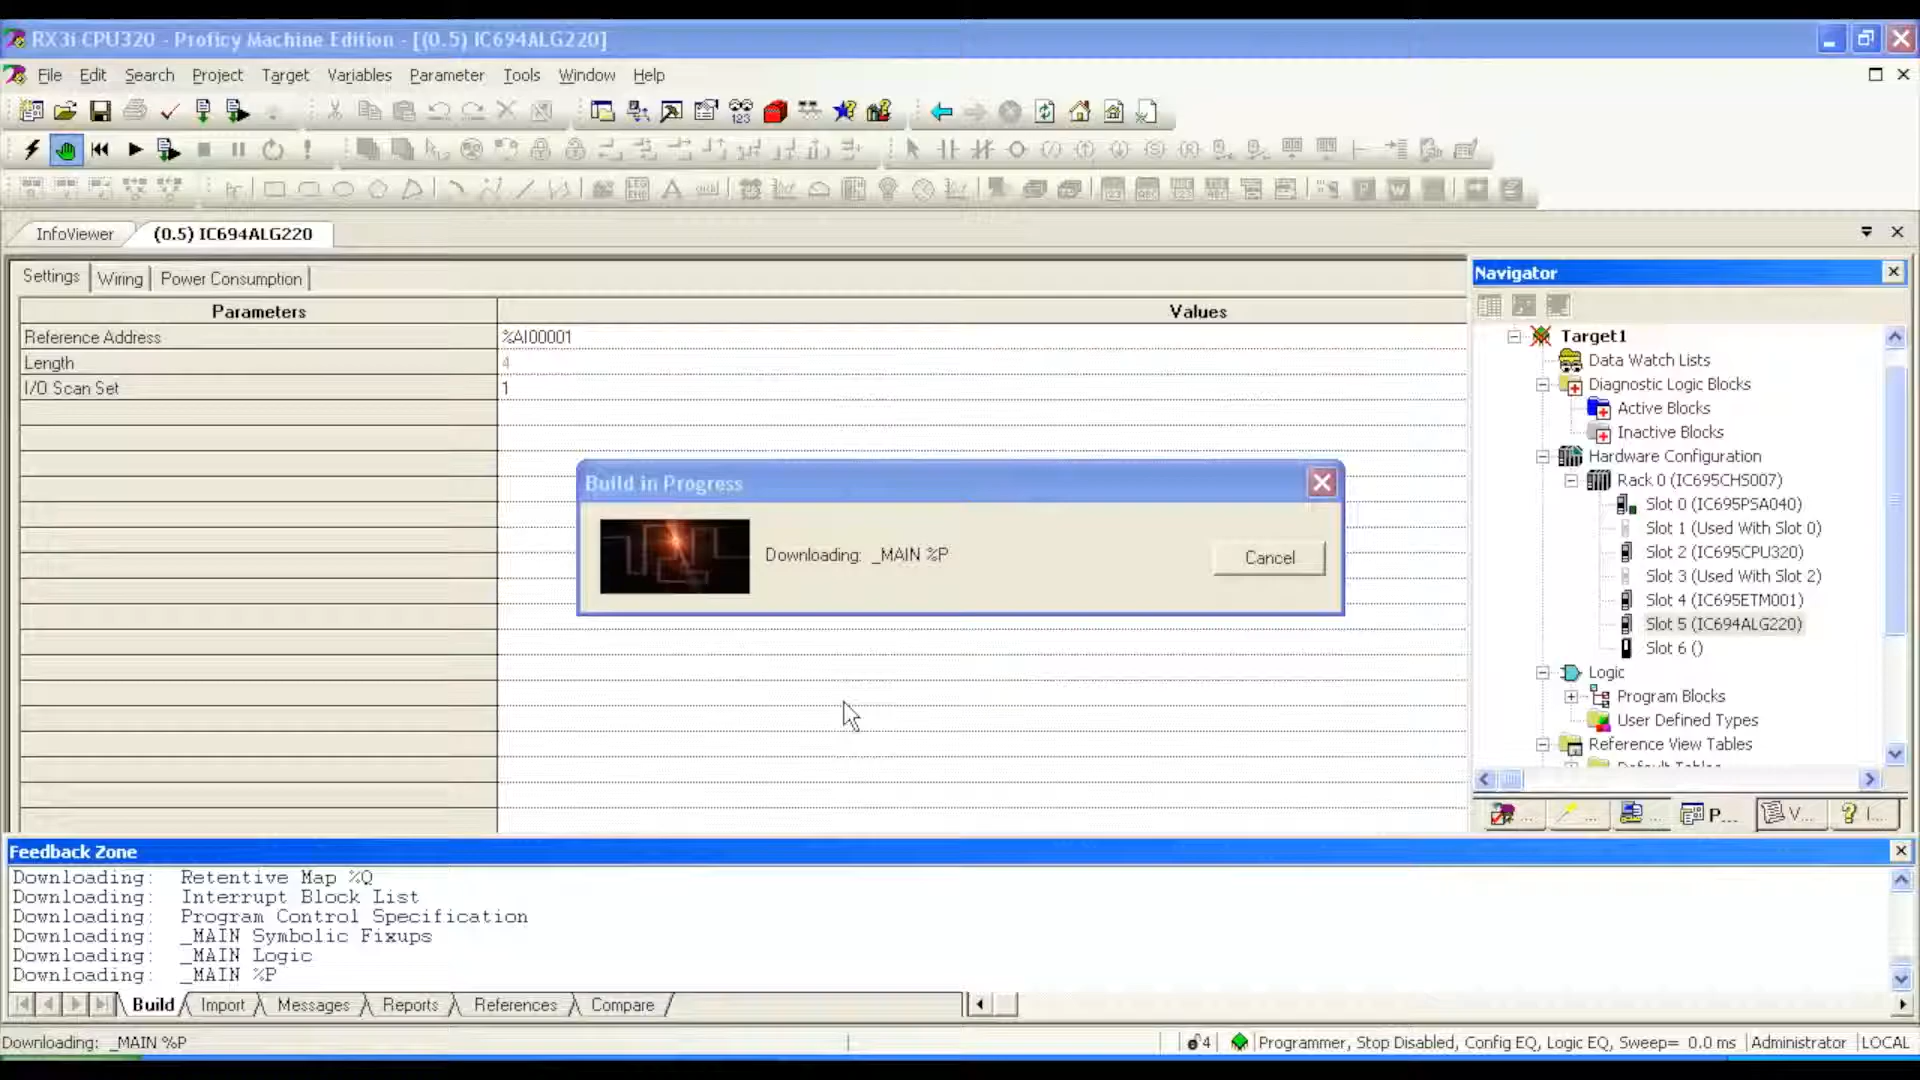 RX3i CPU320 - Proficy Machine Edition - [(0.5) IC694ALG220]
File Edit Search Project Target Variables Parameter Tools Window Help
InfoViewer (0.5) IC694ALG220
Settings Wiring Power Consumption
Parameters Values
Reference Address %AI00001
Length 4
I/O Scan Set 1
Build in Progress
Downloading: _MAIN %P
Cancel
Navigator
Target1
Data Watch Lists
Diagnostic Logic Blocks
Active Blocks
Inactive Blocks
Hardware Configuration
Rack 0 (IC695CHS007)
Slot 0 (IC695PSA040)
Slot 1 (Used With Slot 0)
Slot 2 (IC695CPU320)
Slot 3 (Used With Slot 2)
Slot 4 (IC695ETM001)
Slot 5 (IC694ALG220)
Slot 6 ()
Logic
Program Blocks
User Defined Types
Reference View Tables
... ... ... P... V... I...
Feedback Zone
Downloading: Retentive Map %Q
Downloading: Interrupt Block List
Downloading: Program Control Specification
Downloading: _MAIN Symbolic Fixups
Downloading: _MAIN Logic
Downloading: _MAIN %P
Build Import Messages Reports References Compare
Downloading: _MAIN %P 4 Programmer, Stop Disabled, Config EQ, Logic EQ, Sweep= 0.0 ms Administrator LOCAL